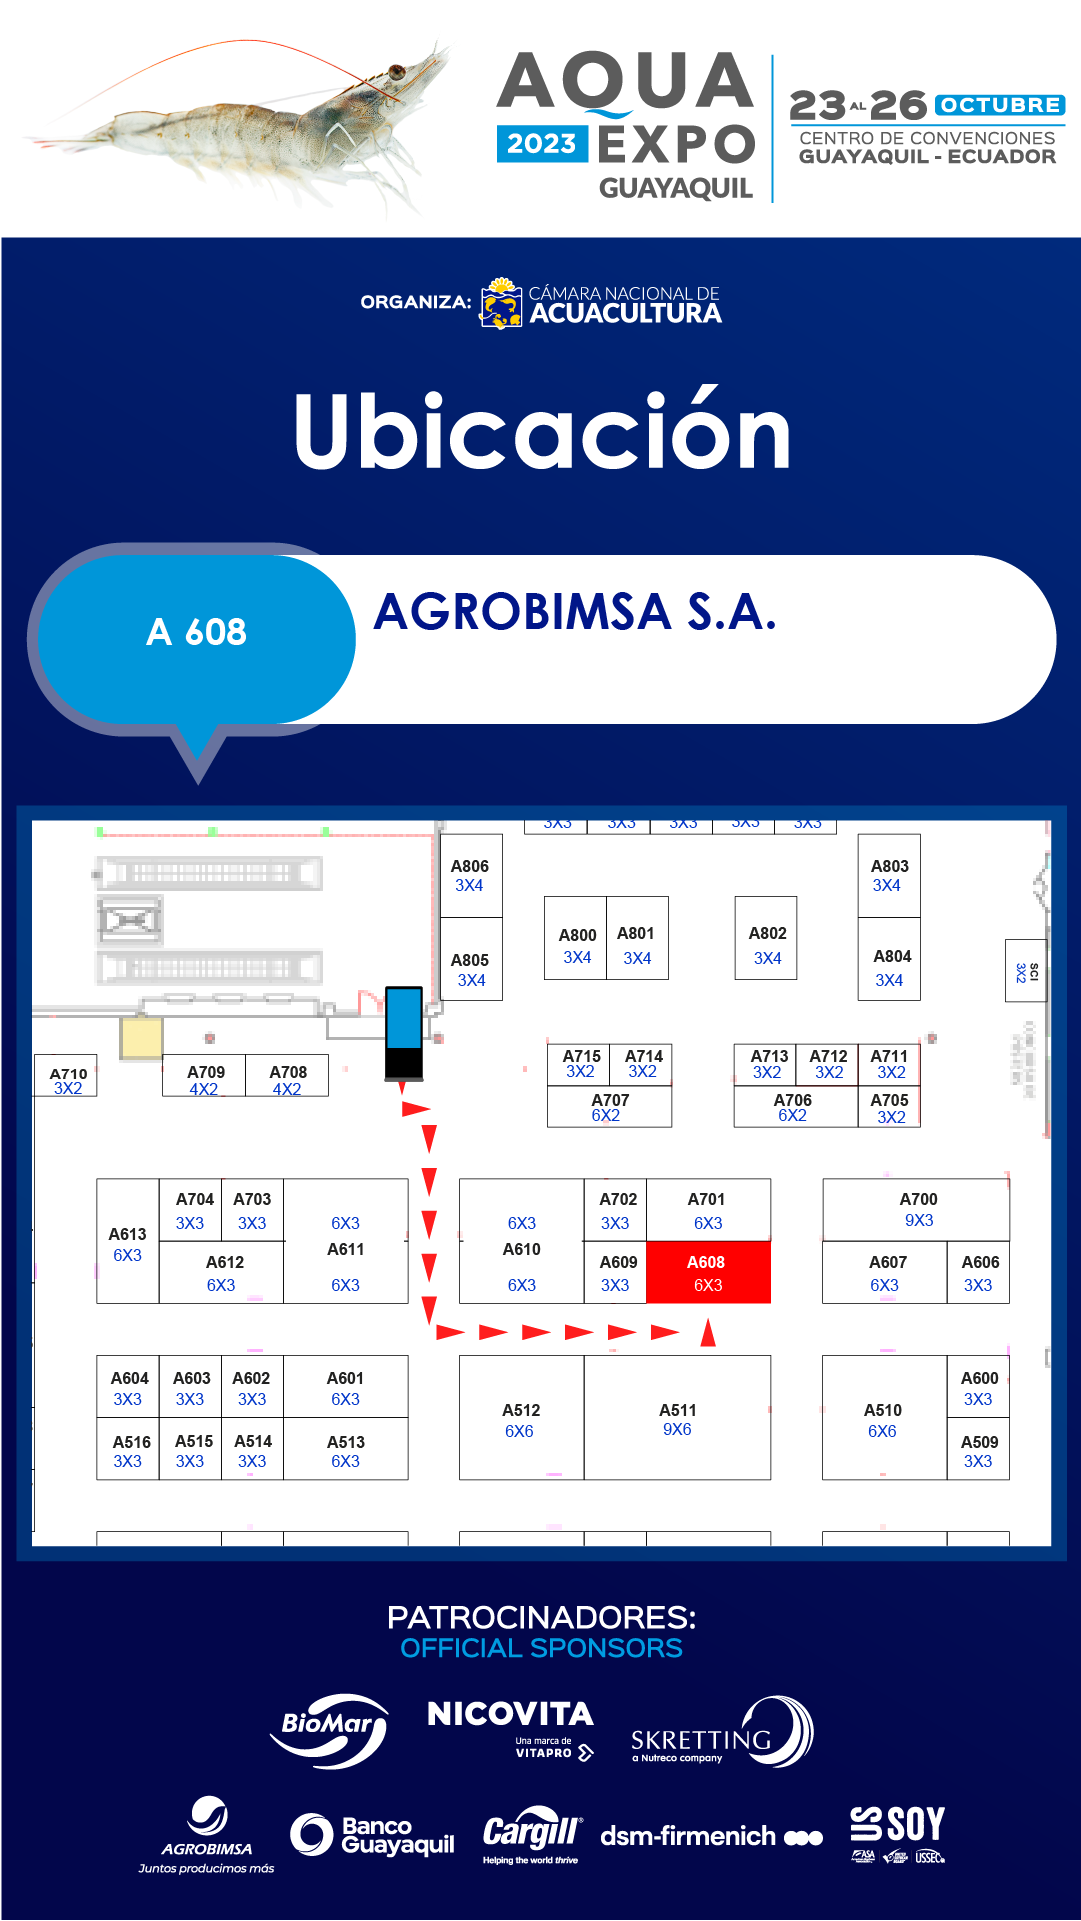 AQUA
2023 EXPO
GUAYAQUIL
23 AL 26 OCTUBRE
CENTRO DE CONVENCIONES
GUAYAQUIL - ECUADOR
ORGANIZA:
CÁMARA NACIONAL DE
ACUACULTURA
Ubicación
A 608
AGROBIMSA S.A.
3X3 3X3 3X3 3X3 3X3
A806
3X4
A803
3X4
A800
3X4
A801
3X4
A802
3X4
A805
3X4
A804
3X4
SCI
3X2
A710
3X2
A709
4X2
A708
4X2
A715
3X2
A714
3X2
A713
3X2
A712
3X2
A711
3X2
A707
6X2
A706
6X2
A705
3X2
A613
6X3
A704
3X3
A703
3X3
6X3
A611
6X3
A612
6X3
6X3
A610
6X3
A702
3X3
A701
6X3
A609
3X3
A608
6X3
A700
9X3
A607
6X3
A606
3X3
A604
3X3
A603
3X3
A602
3X3
A601
6X3
A516
3X3
A515
3X3
A514
3X3
A513
6X3
A512
6X6
A511
9X6
A510
6X6
A600
3X3
A509
3X3
PATROCINADORES:
OFFICIAL SPONSORS
BioMar
NICOVITA
Una marca de
VITAPRO
SKRETTING
a Nutreco company
AGROBIMSA
Juntos producimos más
Banco
Guayaquil
Cargill®
Helping the world thrive
dsm-firmenich
US SOY
ASA
USSEC